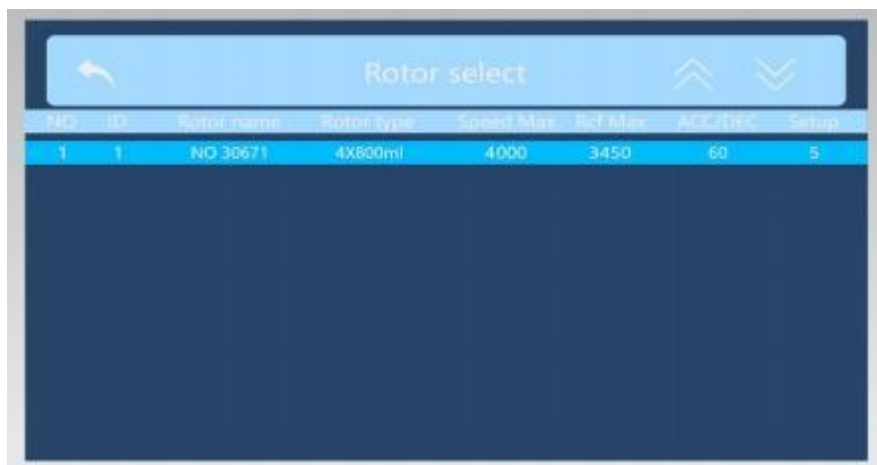 Rotor select
NO ID Rotor name Rotor type Speed Max Rcf Max ACC/DEC Setup
1 1 NO 30671 4X800ml 4000 3450 60 5